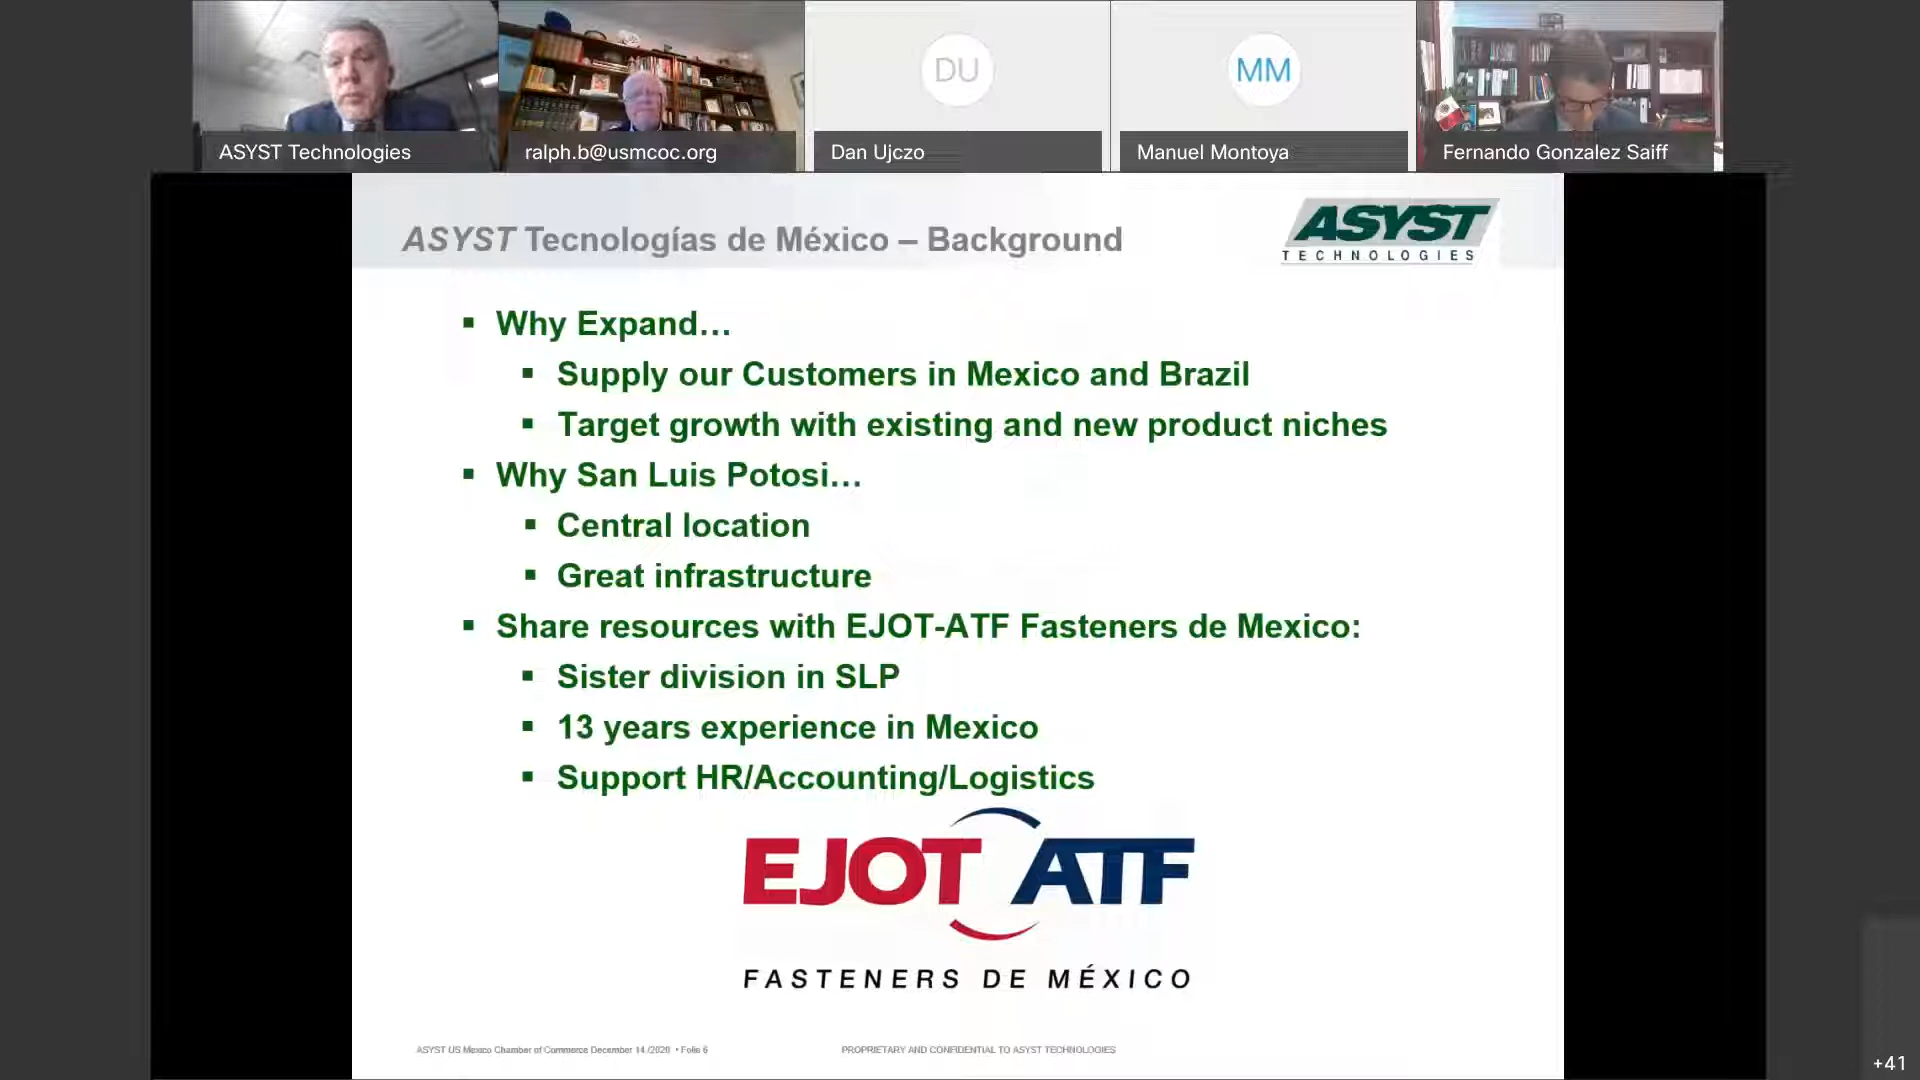 ASYST Technologies
ralph.b@usmcoc.org
DU
Dan Ujczo
MM
Manuel Montoya
Fernando Gonzalez Saiff
ASYST Tecnologías de México – Background
ASYST
TECHNOLOGIES
▪ Why Expand…
▪ Supply our Customers in Mexico and Brazil
▪ Target growth with existing and new product niches
▪ Why San Luis Potosi…
▪ Central location
▪ Great infrastructure
▪ Share resources with EJOT-ATF Fasteners de Mexico:
▪ Sister division in SLP
▪ 13 years experience in Mexico
▪ Support HR/Accounting/Logistics
EJOT ATF
FASTENERS DE MÉXICO
ASYST US Mexico Chamber of Commerce December 14 /2020 • Folie 6
PROPRIETARY AND CONFIDENTIAL TO ASYST TECHNOLOGIES
+41